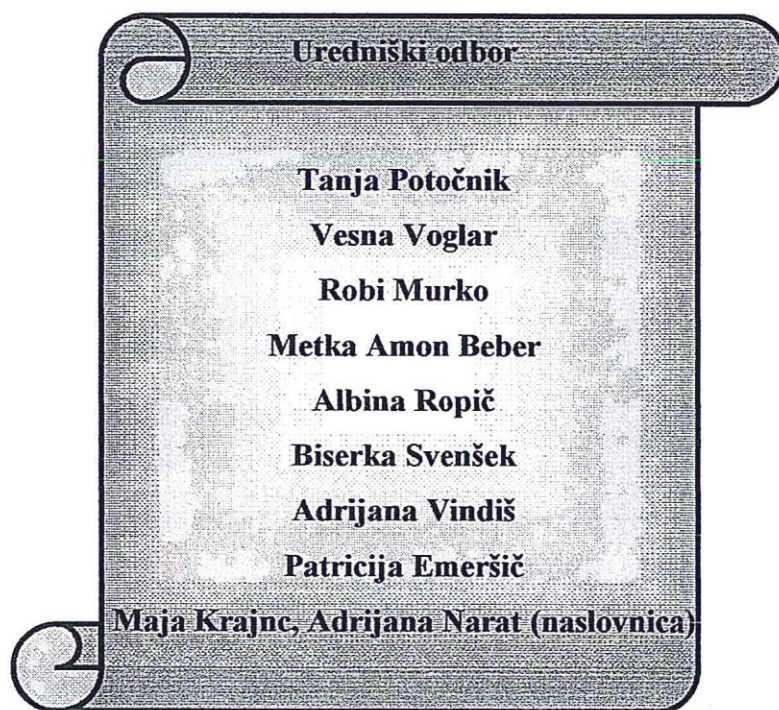 Uredniški odbor
Tanja Potočnik
Vesna Voglar
Robi Murko
Metka Amon Beber
Albina Ropič
Biserka Svenšek
Adrijana Vindiš
Patricija Emeršič
Maja Krajnc, Adrijana Narat (naslovnica)